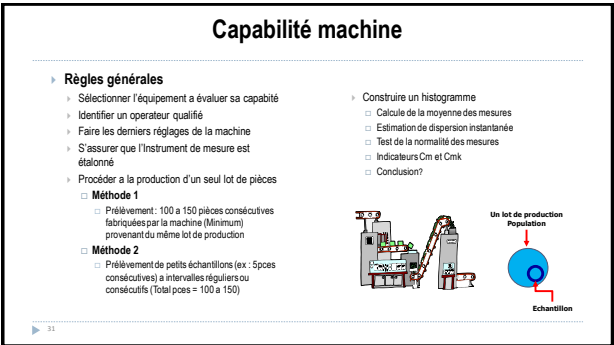 Capabilité machine
Règles générales
Sélectionner l'équipement a évaluer sa capabité
Identifier un operateur qualifié
Faire les derniers réglages de la machine
S'assurer que l'Instrument de mesure est
étalonné
Procéder a la production d'un seul lot de pièces
Méthode 1
Prélèvement : 100 a 150 pièces consécutives
fabriquées par la machine (Minimum)
provenant du même lot de production
Méthode 2
Prélèvement de petits échantillons (ex : 5pces
consécutives) a intervalles réguliers ou
consécutifs (Total pces = 100 a 150)
Construire un histogramme
Calcule de la moyenne des mesures
Estimation de dispersion instantanée
Test de la normalité des mesures
Indicateurs Cm et Cmk
Conclusion?
Un lot de production
Population
Echantillon
31